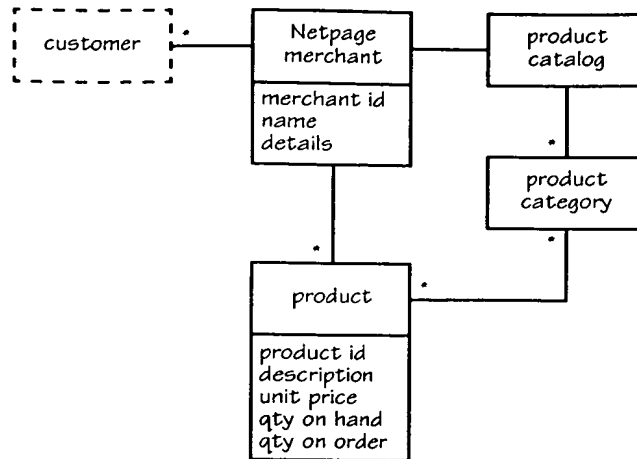 customer
*
Netpage
merchant
merchant id
name
details
product
catalog
*
product
category
*
*
*
product
product id
description
unit price
qty on hand
qty on order